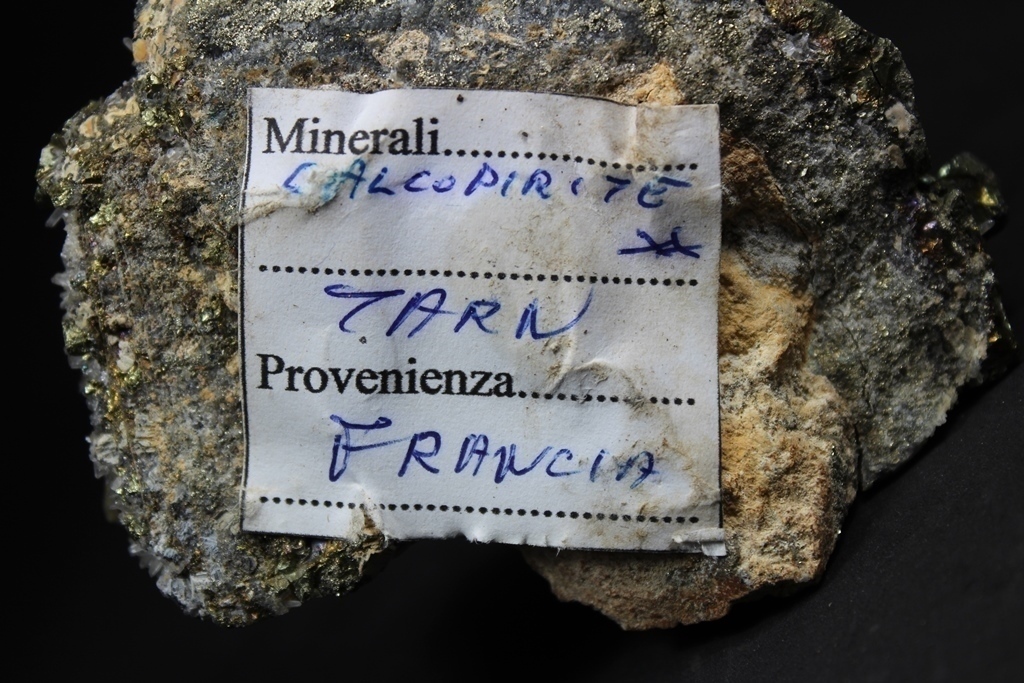 Minerali...............................
CALCOPIRITE
..................................................
TARN
Provenienza......................
FRANCIA
..................................................